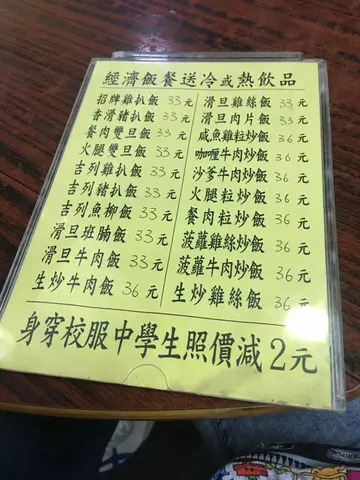 經濟飯餐送冷或熱飲品
招牌雞扒飯 33元
香滑豬扒飯 33元
餐肉雙旦飯 33元
火腿雙旦飯 33元
吉列雞扒飯 33元
吉列豬扒飯 33元
吉列魚柳飯 33元
滑旦班腩飯 33元
滑旦牛肉飯 33元
生炒牛肉飯 36元
滑旦雞絲飯 33元
滑旦肉片飯 33元
咸魚雞粒炒飯 36元
咖喱牛肉炒飯 36元
沙爹牛肉炒飯 36元
火腿粒炒飯 36元
餐肉粒炒飯 36元
菠蘿雞絲炒飯 36元
菠蘿牛肉炒飯 36元
生炒雞絲飯 36元
身穿校服中學生照價減2元